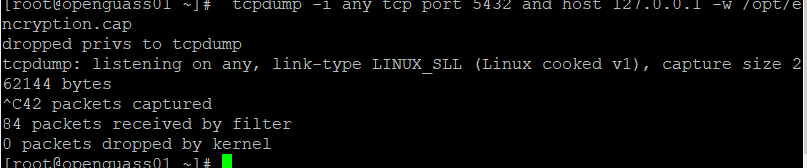 [root@openguass01 ~]#  tcpdump -i any tcp port 5432 and host 127.0.0.1 -w /opt/e
ncryption.cap
dropped privs to tcpdump
tcpdump: listening on any, link-type LINUX_SLL (Linux cooked v1), capture size 2
62144 bytes
^C42 packets captured
84 packets received by filter
0 packets dropped by kernel
[root@openguass01 ~]#